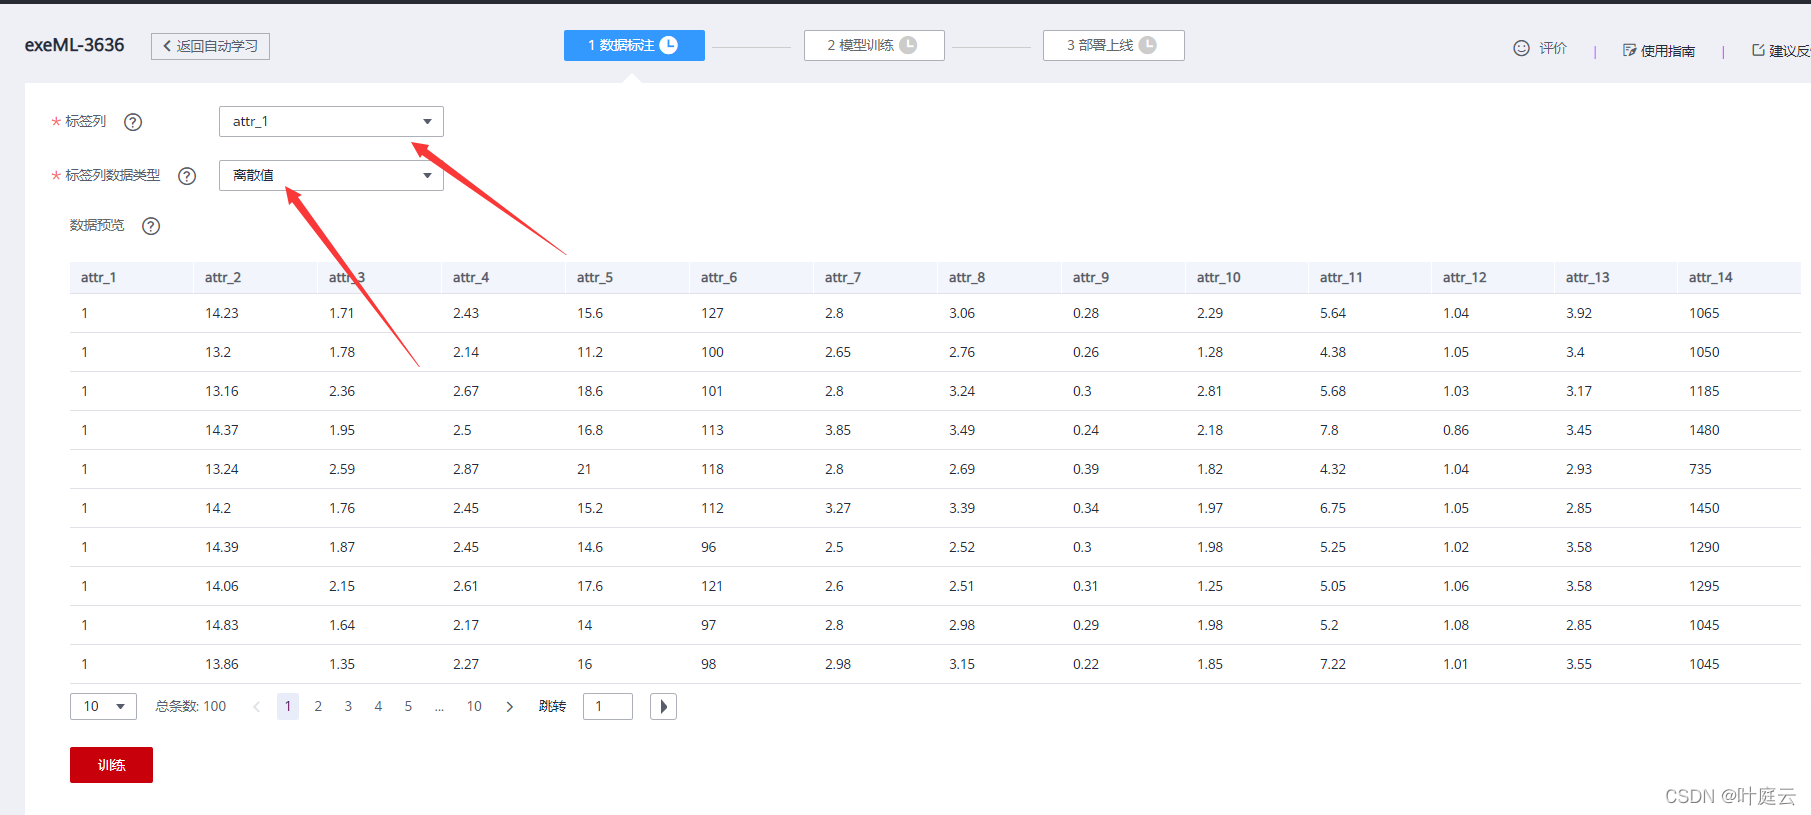 exeML-3636 返回自动学习 1 数据标注 2 模型训练 3 部署上线 评价 | 使用指南 | 建议反
* 标签列 ? attr_1
* 标签列数据类型 ? 离散值
数据预览 ?
attr_1 attr_2 attr_3 attr_4 attr_5 attr_6 attr_7 attr_8 attr_9 attr_10 attr_11 attr_12 attr_13 attr_14
1 14.23 1.71 2.43 15.6 127 2.8 3.06 0.28 2.29 5.64 1.04 3.92 1065
1 13.2 1.78 2.14 11.2 100 2.65 2.76 0.26 1.28 4.38 1.05 3.4 1050
1 13.16 2.36 2.67 18.6 101 2.8 3.24 0.3 2.81 5.68 1.03 3.17 1185
1 14.37 1.95 2.5 16.8 113 3.85 3.49 0.24 2.18 7.8 0.86 3.45 1480
1 13.24 2.59 2.87 21 118 2.8 2.69 0.39 1.82 4.32 1.04 2.93 735
1 14.2 1.76 2.45 15.2 112 3.27 3.39 0.34 1.97 6.75 1.05 2.85 1450
1 14.39 1.87 2.45 14.6 96 2.5 2.52 0.3 1.98 5.25 1.02 3.58 1290
1 14.06 2.15 2.61 17.6 121 2.6 2.51 0.31 1.25 5.05 1.06 3.58 1295
1 14.83 1.64 2.17 14 97 2.8 2.98 0.29 1.98 5.2 1.08 2.85 1045
1 13.86 1.35 2.27 16 98 2.98 3.15 0.22 1.85 7.22 1.01 3.55 1045
10 总条数: 100 < 1 2 3 4 5 ... 10 > 跳转 1
训练
CSDN @叶庭云